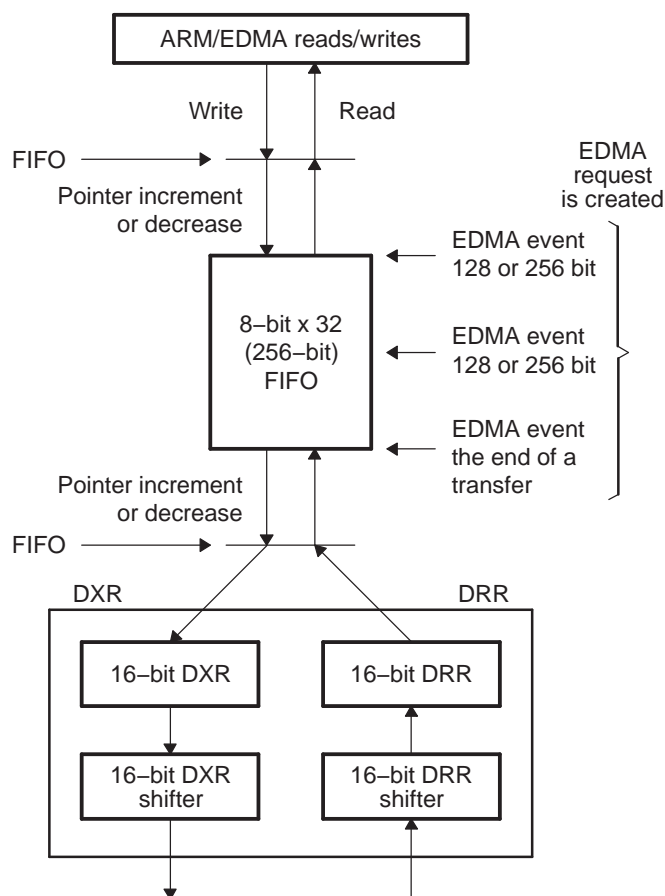 ARM/EDMA reads/writes
Write
Read
FIFO
EDMA
request
is created
Pointer increment
or decrease
EDMA event
128 or 256 bit
8−bit x 32
(256−bit)
FIFO
EDMA event
128 or 256 bit
EDMA event
the end of a
transfer
Pointer increment
or decrease
FIFO
DXR
DRR
16−bit DXR
16−bit DRR
16−bit DXR
shifter
16−bit DRR
shifter